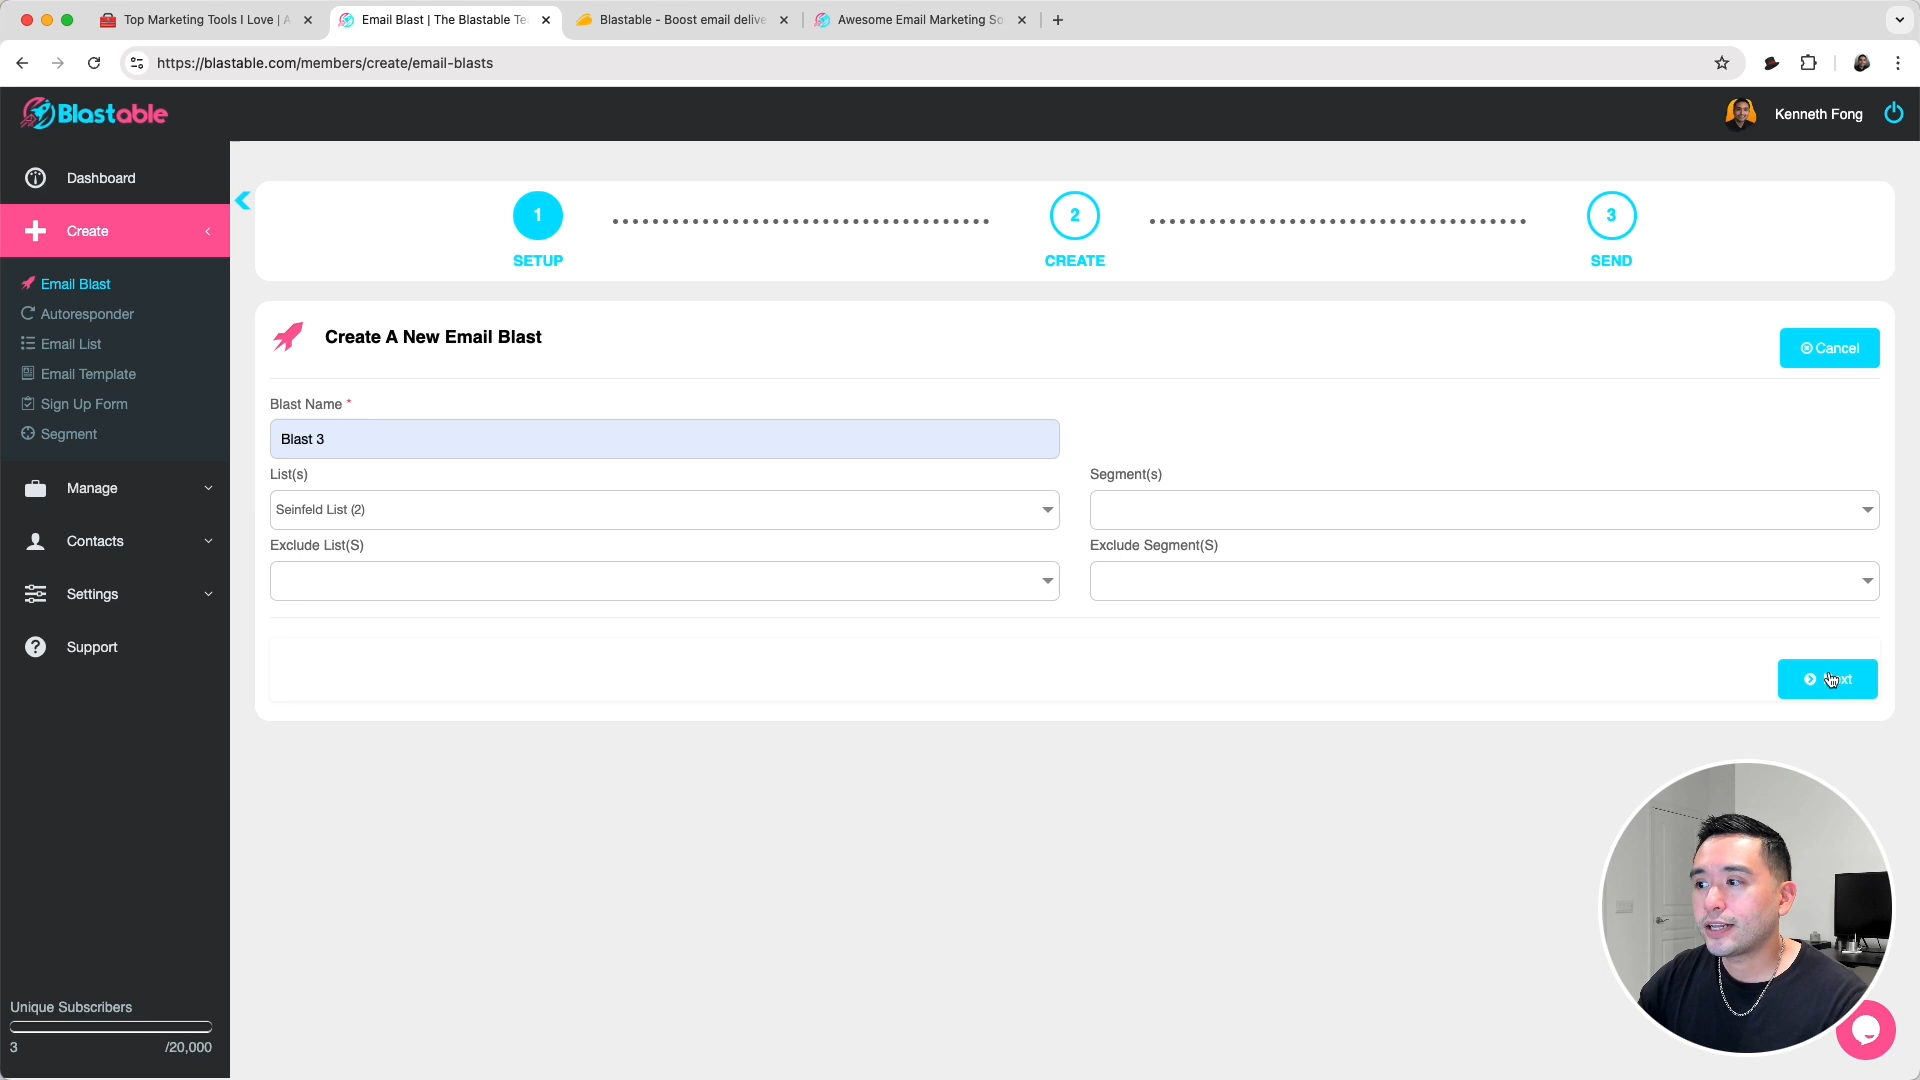 Top Marketing Tools I Love | A
Email Blast | The Blastable Te
Blastable - Boost email delive
Awesome Email Marketing So
https://blastable.com/members/create/email-blasts
Blastable
Kenneth Fong
Dashboard
Create
Email Blast
Autoresponder
Email List
Email Template
Sign Up Form
Segment
Manage
Contacts
Settings
Support
Unique Subscribers
3 /20,000
1 2 3
SETUP CREATE SEND
Create A New Email Blast
Cancel
Blast Name *
Blast 3
List(s) Segment(s)
Seinfeld List (2)
Exclude List(S) Exclude Segment(S)